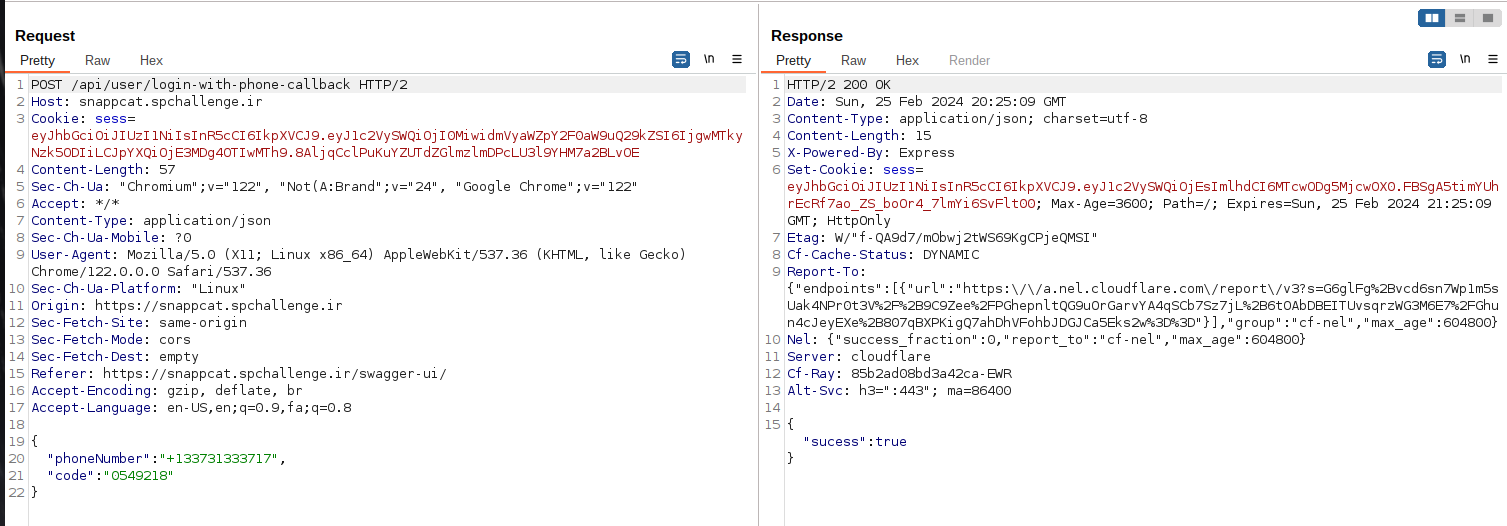 Request
Pretty Raw Hex \n
1 POST /api/user/login-with-phone-callback HTTP/2
2 Host: snappcat.spchallenge.ir
3 Cookie: sess=
eyJhbGciOiJIUzI1NiIsInR5cCI6IkpXVCJ9.eyJ1c2VySWQiOjI0MiwidmVyaWZpY2F0aW9uQ29kZSI6IjgwMTky
Nzk5ODIiLCJpYXQiOjE3MDg4OTIwMTh9.8AljqCclPuKuYZUTdZGlmzlmDPcLU3l9YHM7a2BLvOE
4 Content-Length: 57
5 Sec-Ch-Ua: "Chromium";v="122", "Not(A:Brand";v="24", "Google Chrome";v="122"
6 Accept: */*
7 Content-Type: application/json
8 Sec-Ch-Ua-Mobile: ?0
9 User-Agent: Mozilla/5.0 (X11; Linux x86_64) AppleWebKit/537.36 (KHTML, like Gecko)
Chrome/122.0.0.0 Safari/537.36
10 Sec-Ch-Ua-Platform: "Linux"
11 Origin: https://snappcat.spchallenge.ir
12 Sec-Fetch-Site: same-origin
13 Sec-Fetch-Mode: cors
14 Sec-Fetch-Dest: empty
15 Referer: https://snappcat.spchallenge.ir/swagger-ui/
16 Accept-Encoding: gzip, deflate, br
17 Accept-Language: en-US,en;q=0.9,fa;q=0.8
18
19 {
20 "phoneNumber":"+133731333717",
21 "code":"0549218"
22 }
Response
Pretty Raw Hex Render \n
1 HTTP/2 200 OK
2 Date: Sun, 25 Feb 2024 20:25:09 GMT
3 Content-Type: application/json; charset=utf-8
4 Content-Length: 15
5 X-Powered-By: Express
6 Set-Cookie: sess=
eyJhbGciOiJIUzI1NiIsInR5cCI6IkpXVCJ9.eyJ1c2VySWQiOjEsImlhdCI6MTcwODg5MjcwOX0.FBSgA5timYUh
rEcRf7ao_ZS_boOr4_7lmYi6SvFlt00; Max-Age=3600; Path=/; Expires=Sun, 25 Feb 2024 21:25:09
GMT; HttpOnly
7 Etag: W/"f-QA9d7/mObwj2tWS69KgCPjeQMSI"
8 Cf-Cache-Status: DYNAMIC
9 Report-To:
{"endpoints":[{"url":"https:\/\/a.nel.cloudflare.com\/report\/v3?s=G6glFg%2Bvcd6sn7Wp1m5s
Uak4NPr0t3V%2F%2B9C9Zee%2FPGhepnltQG9uOrGarvYA4qSCb7Sz7jL%2B6tOAbDBEITUvsqrzWG3M6E7%2FGhu
n4cJeyEXe%2B807qBXPKigQ7ahDhVFohbJDGJCa5Eks2w%3D%3D"}],"group":"cf-nel","max_age":604800}
10 Nel: {"success_fraction":0,"report_to":"cf-nel","max_age":604800}
11 Server: cloudflare
12 Cf-Ray: 85b2ad08bd3a42ca-EWR
13 Alt-Svc: h3=":443"; ma=86400
14
15 {
"sucess":true
}